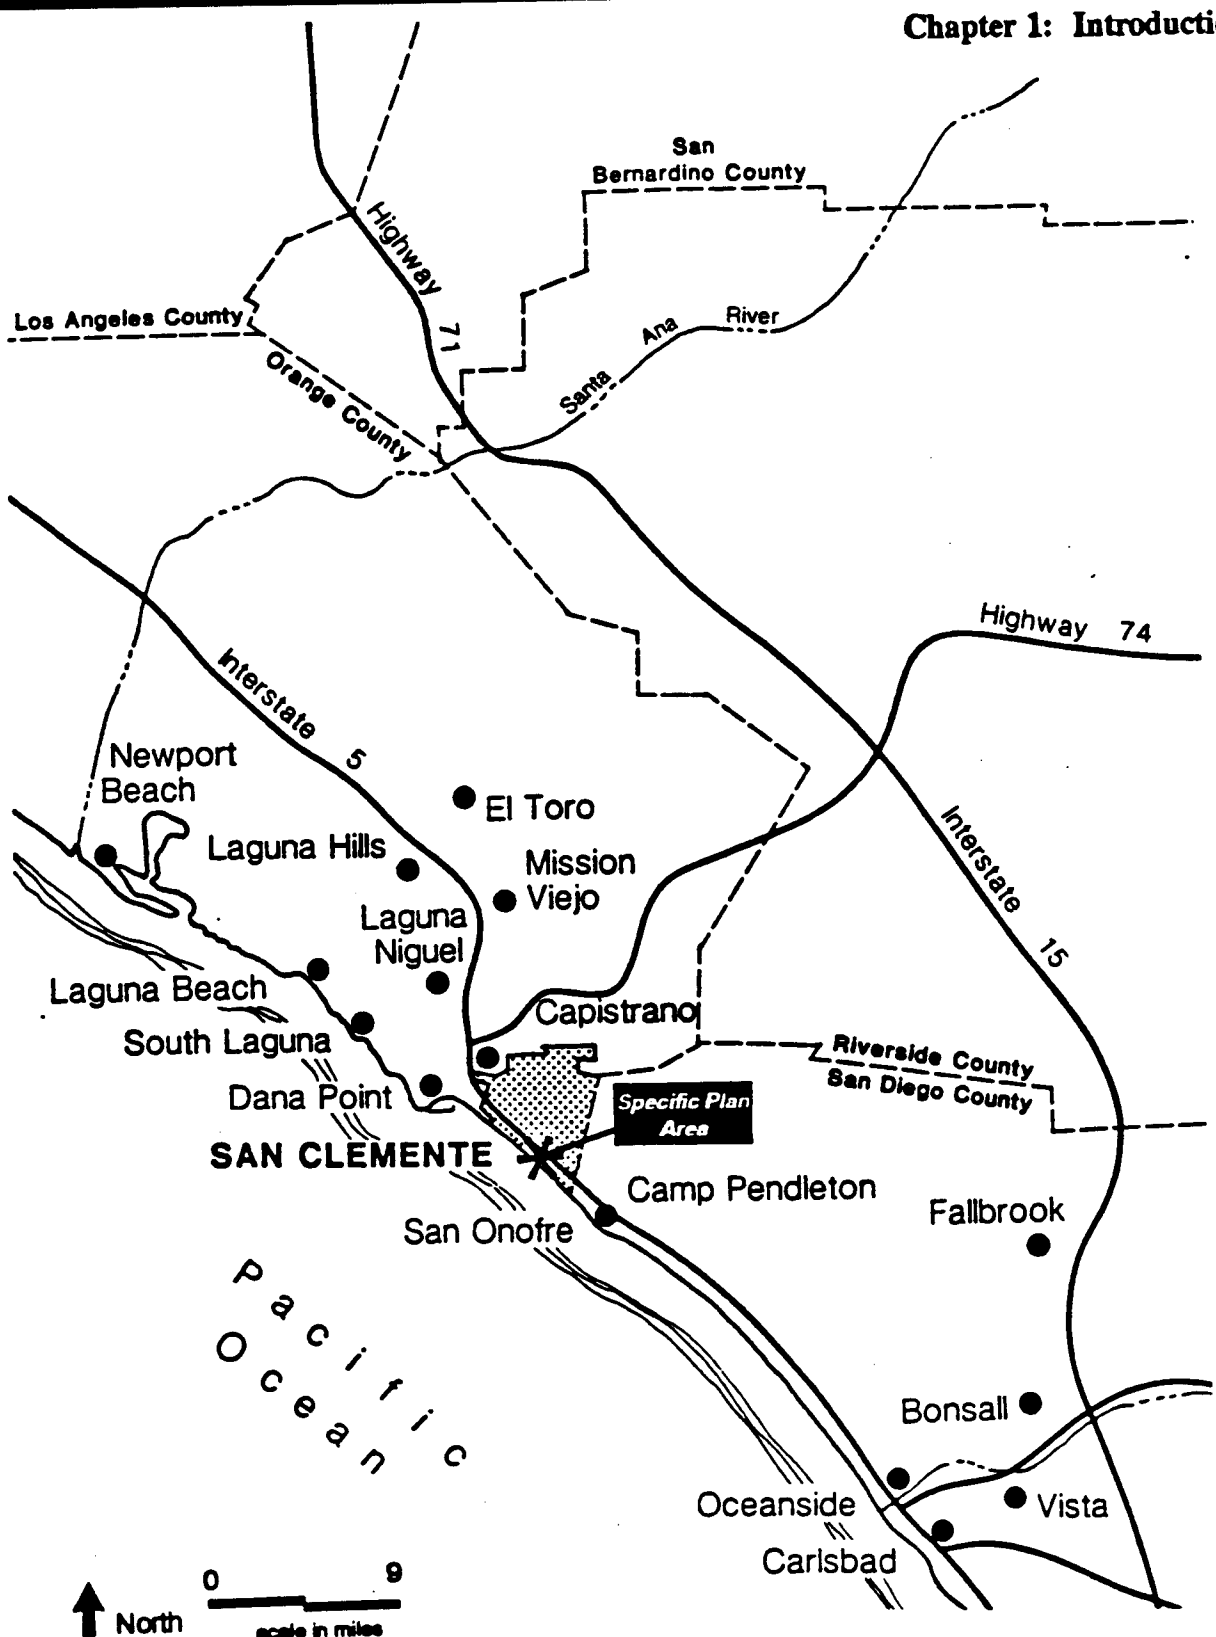 Chapter 1: Introducti
San
Bernardino County
Highway 71
Los Angeles County
Orange County
Santa Ana River
Highway 74
Interstate 5
Newport
Beach
El Toro
Laguna Hills
Mission
Viejo
Laguna
Niguel
Interstate 15
Laguna Beach
Capistrano
South Laguna
Riverside County
San Diego County
Dana Point
Specific Plan
Area
SAN CLEMENTE
Camp Pendleton
San Onofre
Fallbrook
Pacific
Ocean
Bonsall
Oceanside
Vista
Carlsbad
0 9
North
scale in miles